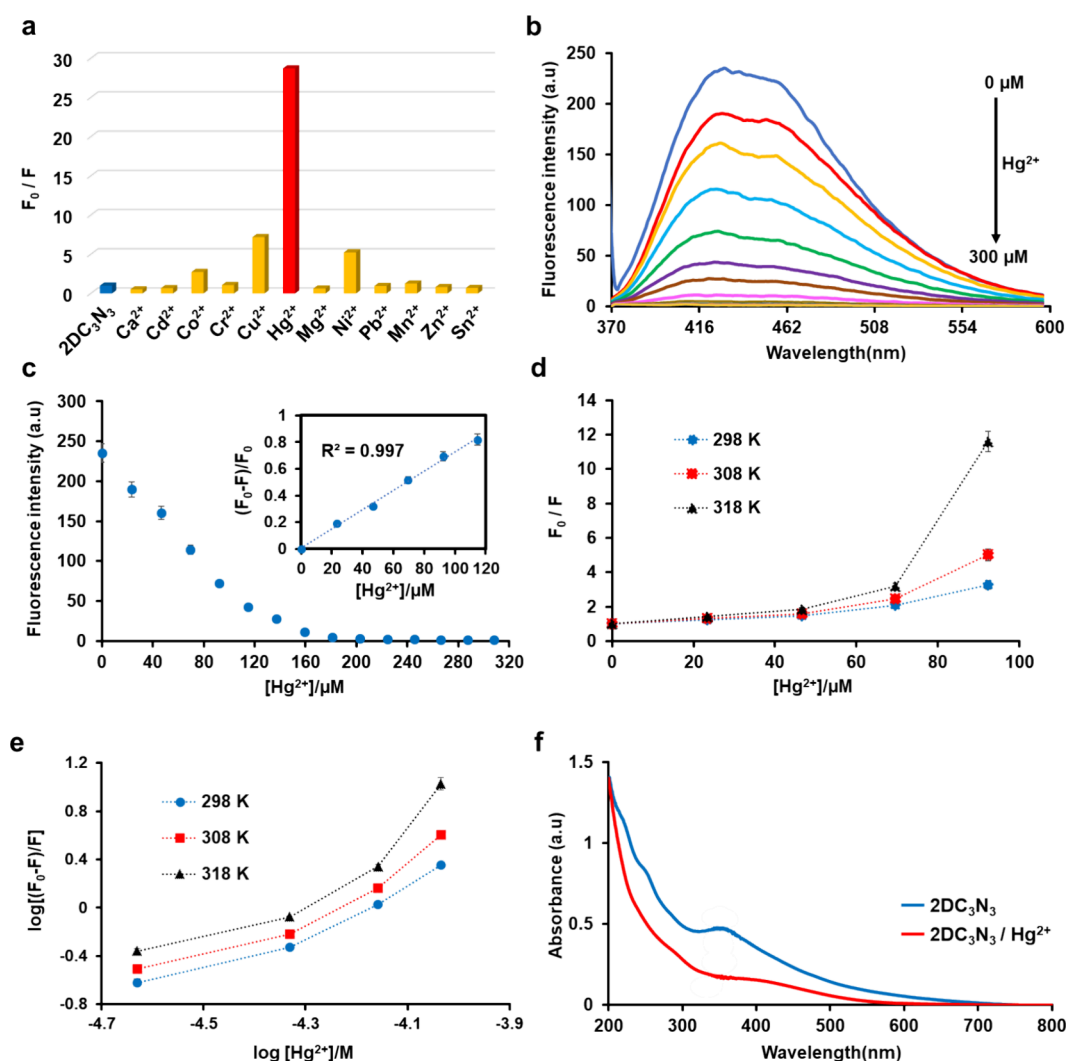 a
F₀ / F
30
25
20
15
10
5
0
2DC₃N₃
Ca²⁺
Cd²⁺
Co²⁺
Cr²⁺
Cu²⁺
Hg²⁺
Mg²⁺
Ni²⁺
Pb²⁺
Mn²⁺
Zn²⁺
Sn²⁺
b
Fluorescence intensity (a.u)
250
200
150
100
50
0
370 416 462 508 554 600
Wavelength(nm)
0 µM
Hg²⁺
300 µM
c
Fluorescence intensity (a.u)
300
250
200
150
100
50
0
0 40 80 120 160 200 240 280 320
[Hg²⁺]/µM
(F₀-F)/F₀
1
0.8
0.6
0.4
0.2
0
R² = 0.997
0 20 40 60 80 100 120
[Hg²⁺]/µM
d
F₀ / F
14
12
10
8
6
4
2
0
298 K
308 K
318 K
0 20 40 60 80 100
[Hg²⁺]/µM
e
log[(F₀-F)/F]
1.2
0.8
0.4
0
-0.4
-0.8
298 K
308 K
318 K
-4.7 -4.5 -4.3 -4.1 -3.9
log [Hg²⁺]/M
f
Absorbance (a.u)
1.5
1
0.5
0
2DC₃N₃
2DC₃N₃ / Hg²⁺
200 300 400 500 600 700 800
Wavelength(nm)